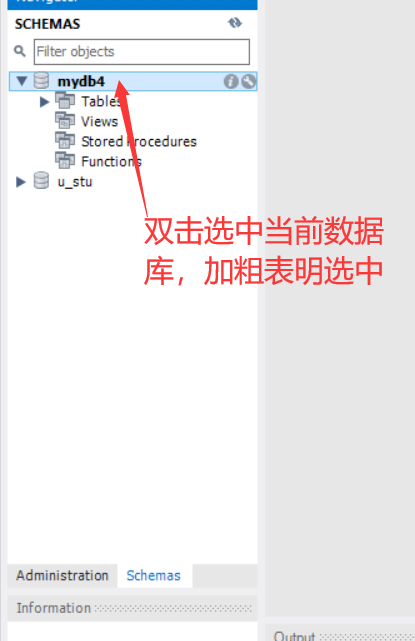 Navigator
SCHEMAS
Filter objects
mydb4
Tables
Views
Stored Procedures
Functions
u_stu
双击选中当前数据
库，加粗表明选中
Administration Schemas
Information
Output